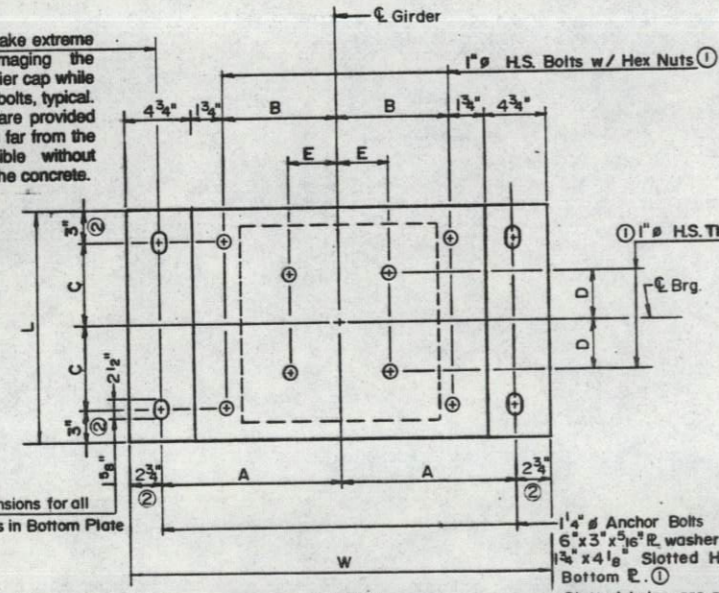 ℄ Girder
ake extreme
maging the
ier cap while
bolts, typical.
are provided
far from the
ible without
he concrete.
1"ø H.S. Bolts w/ Hex Nuts ①
4¾" 1¾" B B 1¾" 4¾"
E E
3"
②
① 1"ø H.S. T
C
D
℄ Brg.
L
C
D
2½"
3"
②
1⅝"
2¾" A A 2¾"
② ②
nsions for all
s in Bottom Plate
1¼"ø Anchor Bolts
6"x3"x5/16" ℄ washer
1¾"x4⅛" Slotted H
W
Bottom ℄. ①